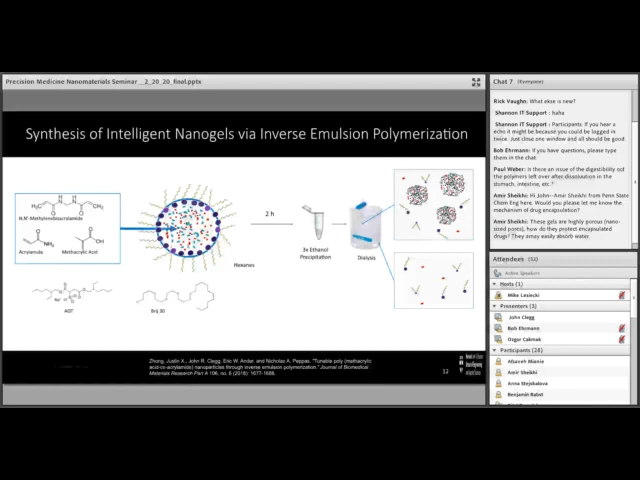 Precision Medicine Nanomaterials Seminar __2_20_20_final.pptx
Synthesis of Intelligent Nanogels via Inverse Emulsion Polymerization
N,N'-Methylenebisacrylamide
Acrylamide
Methacrylic Acid
AOT
Brij 30
Hexanes
2 h
3x Ethanol
Precipitation
Dialysis
Zhong, Justin X., John R. Clegg, Eric W. Ander, and Nicholas A. Peppas. "Tunable poly (methacrylic
acid-co-acrylamide) nanoparticles through inverse emulsion polymerization." Journal of Biomedical
Materials Research Part A 106, no. 6 (2018): 1677-1686.
12
Chat 7
(Everyone)
Rick Vaughn: What else is new?
Shannon IT Support: haha
Shannon IT Support: Participants: If you hear a
echo it might be because you could be logged in
twice. Just close one window and all should be good
Bob Ehrmann: If you have questions, please type
them in the chat
Paul Weber: Is there an issue of the digestibility oof
the polymers left over after dissoluution in the
stomach, intestine, etc.?
Amir Sheikhi: Hi John- Amir Sheikhi from Penn State
Chem Eng here. Would you please let me know the
mechanism of drug encapsulation?
Amir Sheikhi: These gels are highly porous (nano-
sized pores), how do they protect encapsulated
drugs? They amay easily absorb water.
Attendees (32)
Active Speakers
Hosts (1)
Mike Lesiecki
Presenters (3)
John Clegg
Bob Ehrmann
Ozgur Cakmak
Participants (28)
Atbaneh Mianie
Amir Sheikhi
Anna Stejskalova
Benjamin Rabst